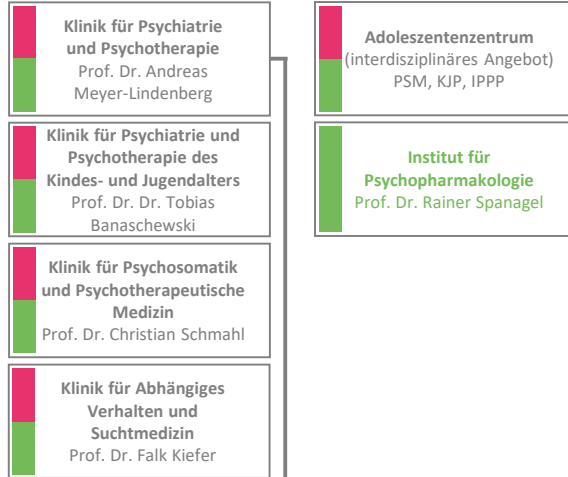 Klinik für Psychiatrie
und Psychotherapie
Prof. Dr. Andreas
Meyer-Lindenberg
Klinik für Psychiatrie und
Psychotherapie des
Kindes- und Jugendalters
Prof. Dr. Dr. Tobias
Banaschewski
Klinik für Psychosomatik
und Psychotherapeutische
Medizin
Prof. Dr. Christian Schmahl
Klinik für Abhängiges
Verhalten und
Suchtmedizin
Prof. Dr. Falk Kiefer
Adoleszentenzentrum
(interdisziplinäres Angebot)
PSM, KJP, IPPP
Institut für
Psychopharmakologie
Prof. Dr. Rainer Spanagel